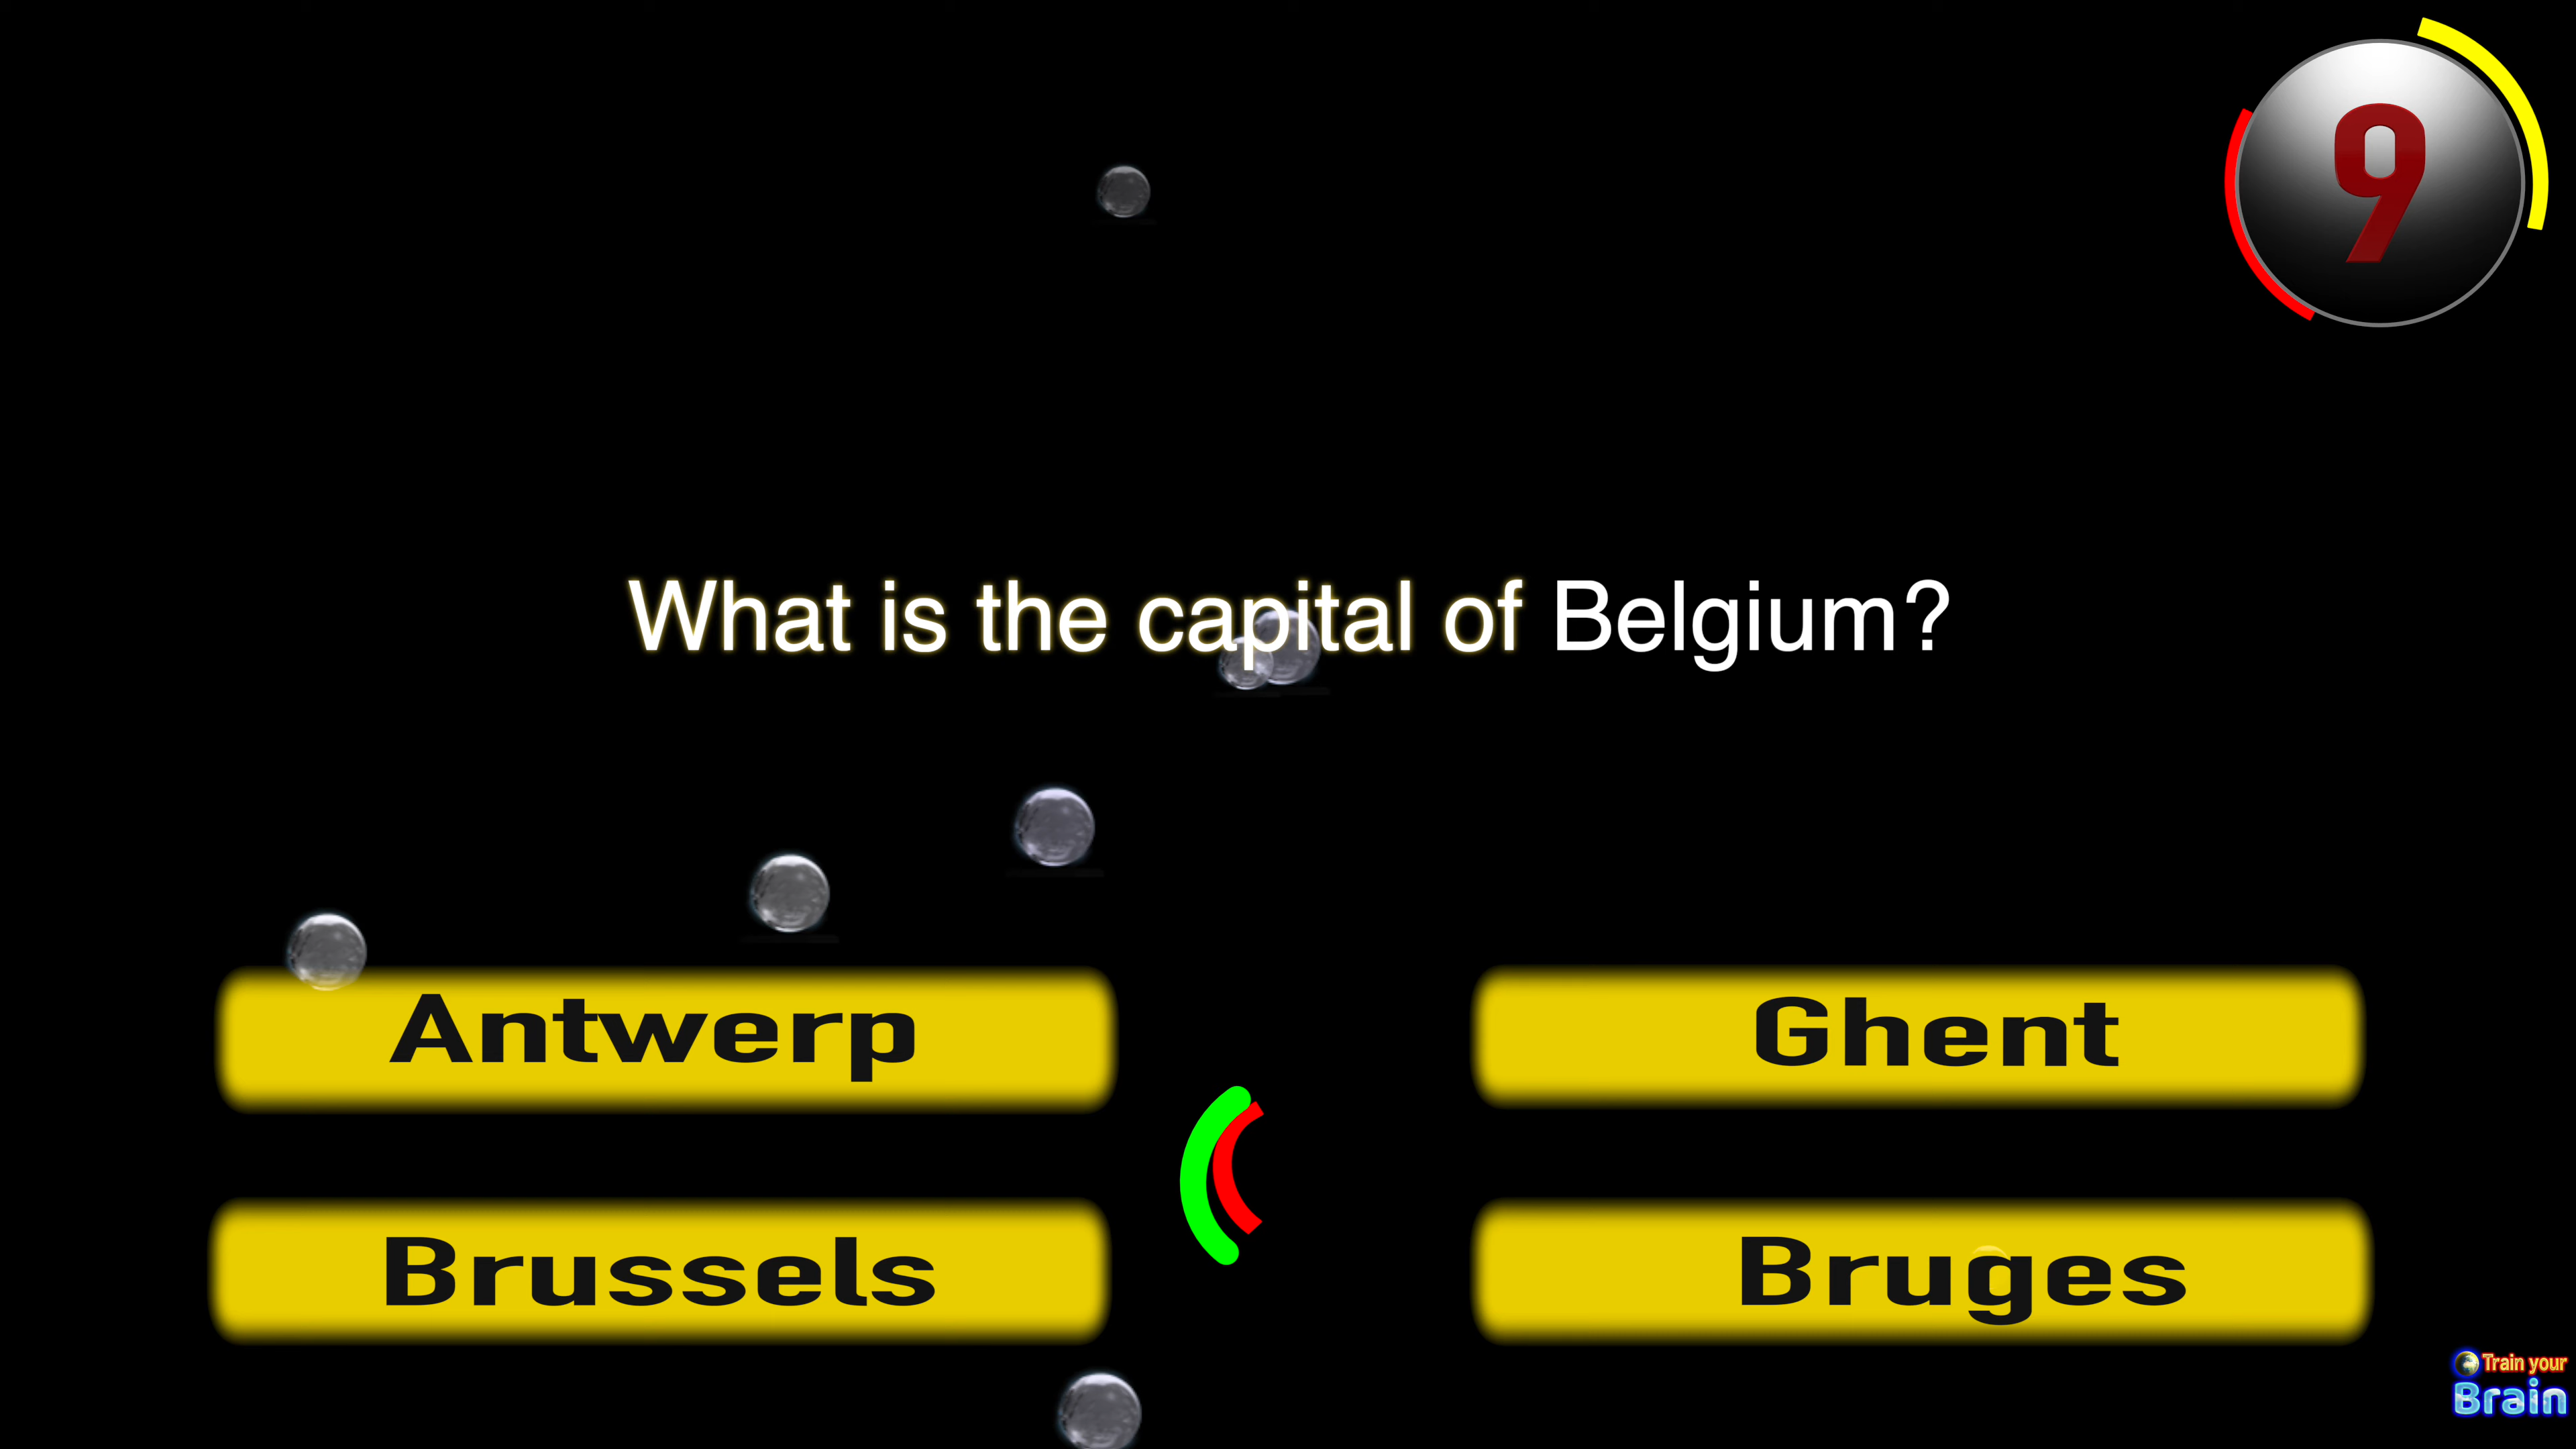 9
What is the capital of Belgium?
Antwerp
Ghent
Brussels
Bruges
Train your
Brain